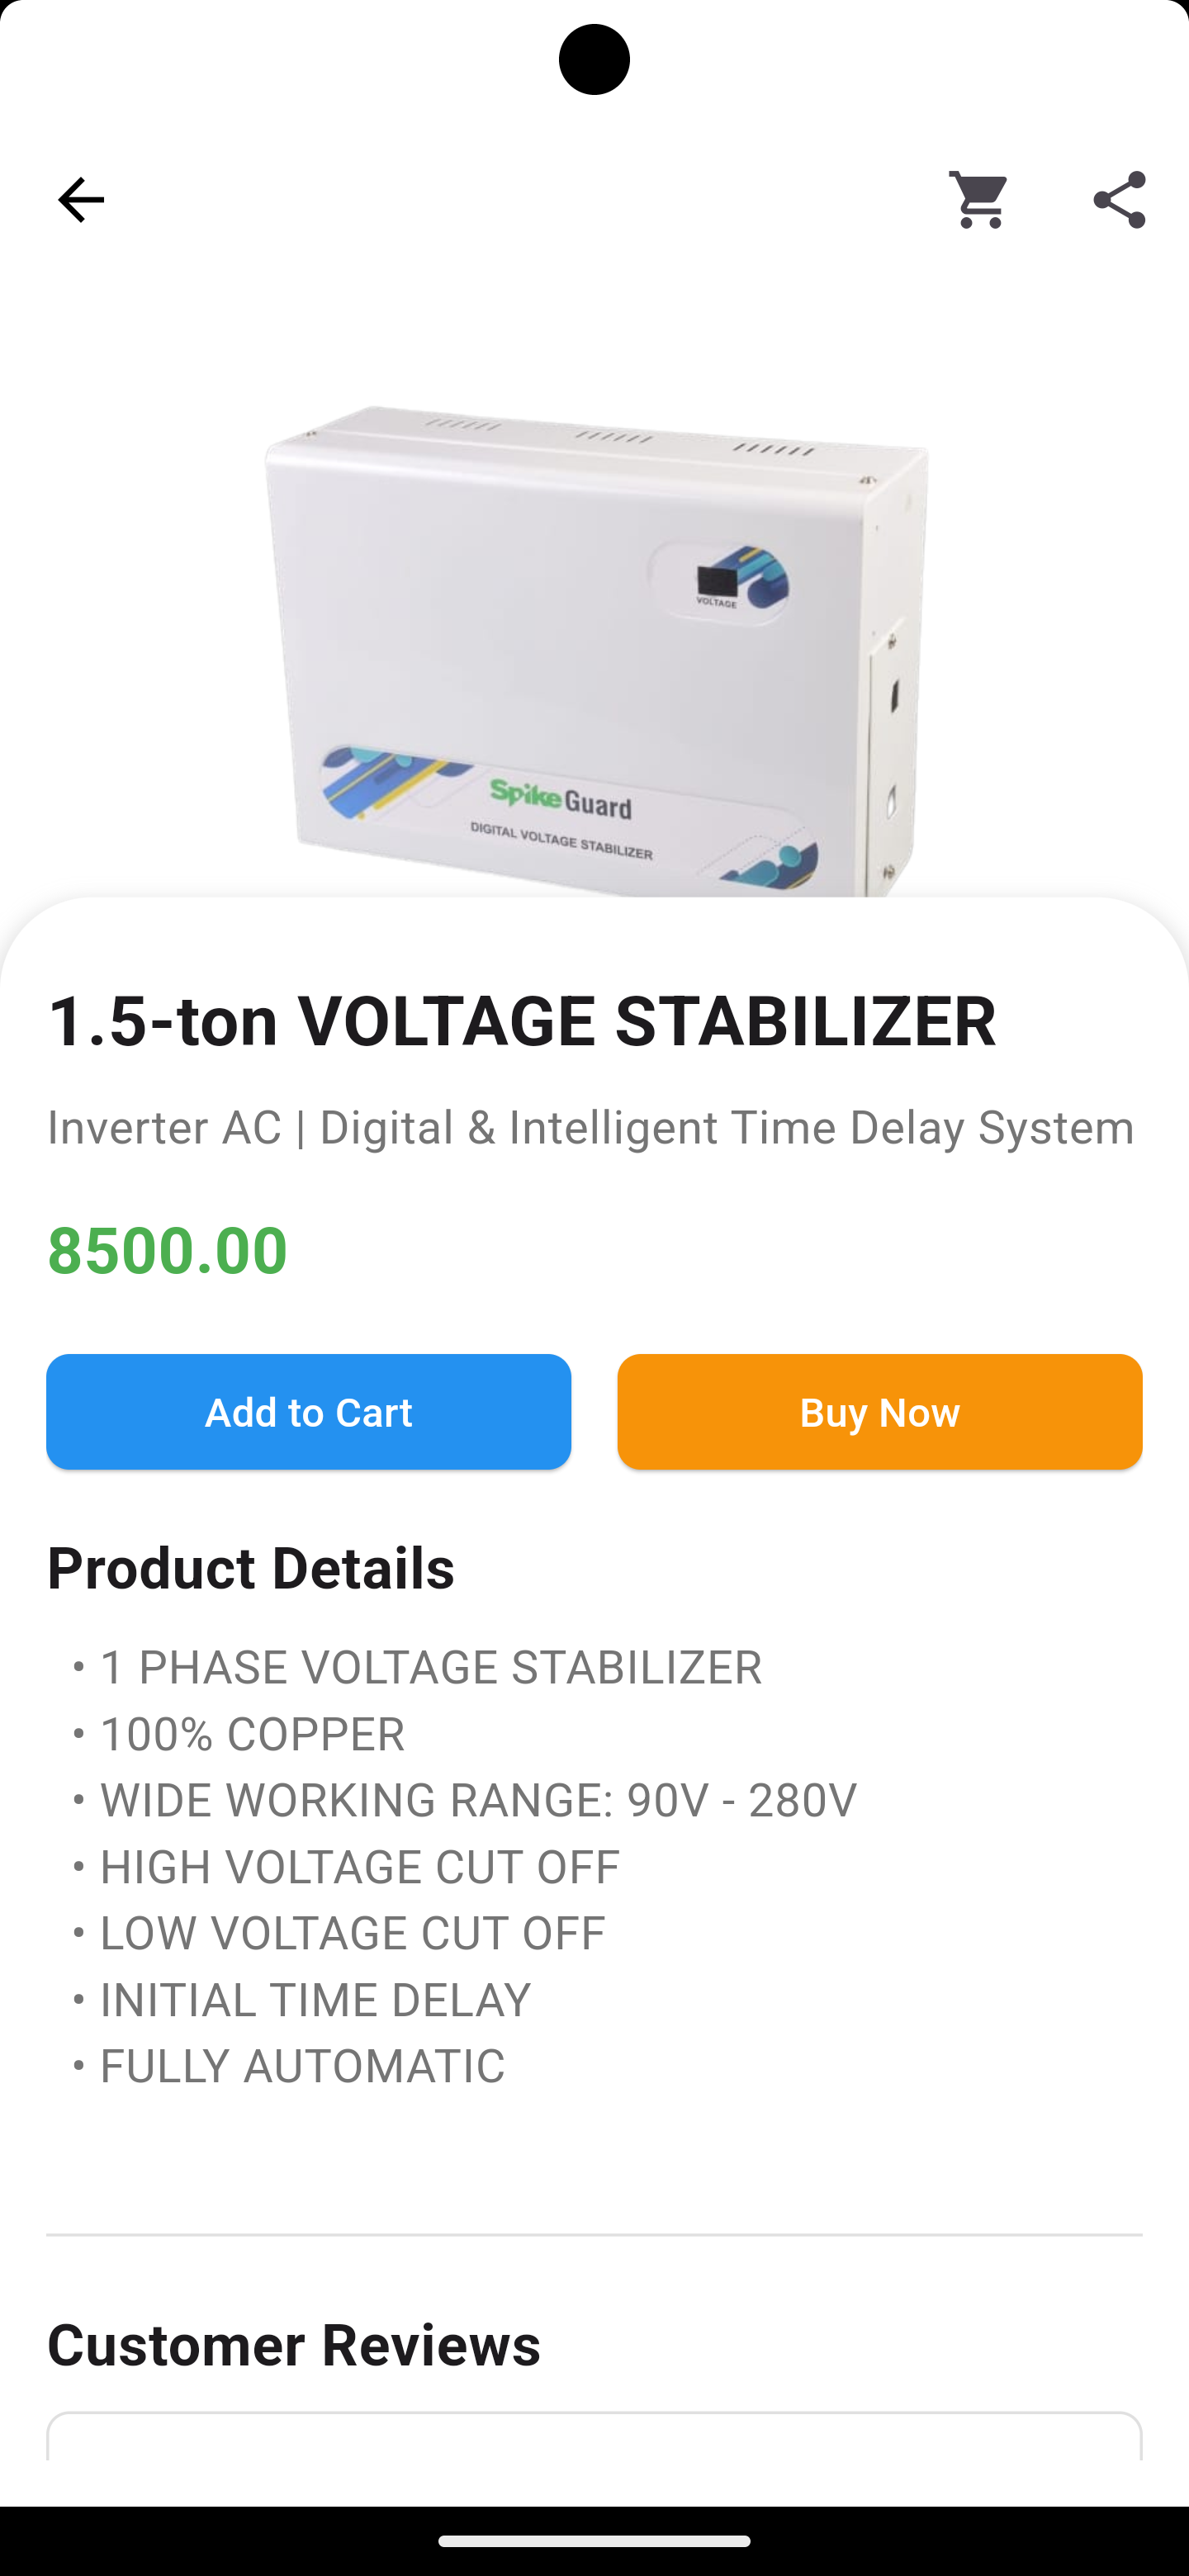 VOLTAGE
SpikeGuard
DIGITAL VOLTAGE STABILIZER
1.5-ton VOLTAGE STABILIZER
Inverter AC | Digital & Intelligent Time Delay System
8500.00
Add to Cart
Buy Now
Product Details
• 1 PHASE VOLTAGE STABILIZER
• 100% COPPER
• WIDE WORKING RANGE: 90V - 280V
• HIGH VOLTAGE CUT OFF
• LOW VOLTAGE CUT OFF
• INITIAL TIME DELAY
• FULLY AUTOMATIC
Customer Reviews